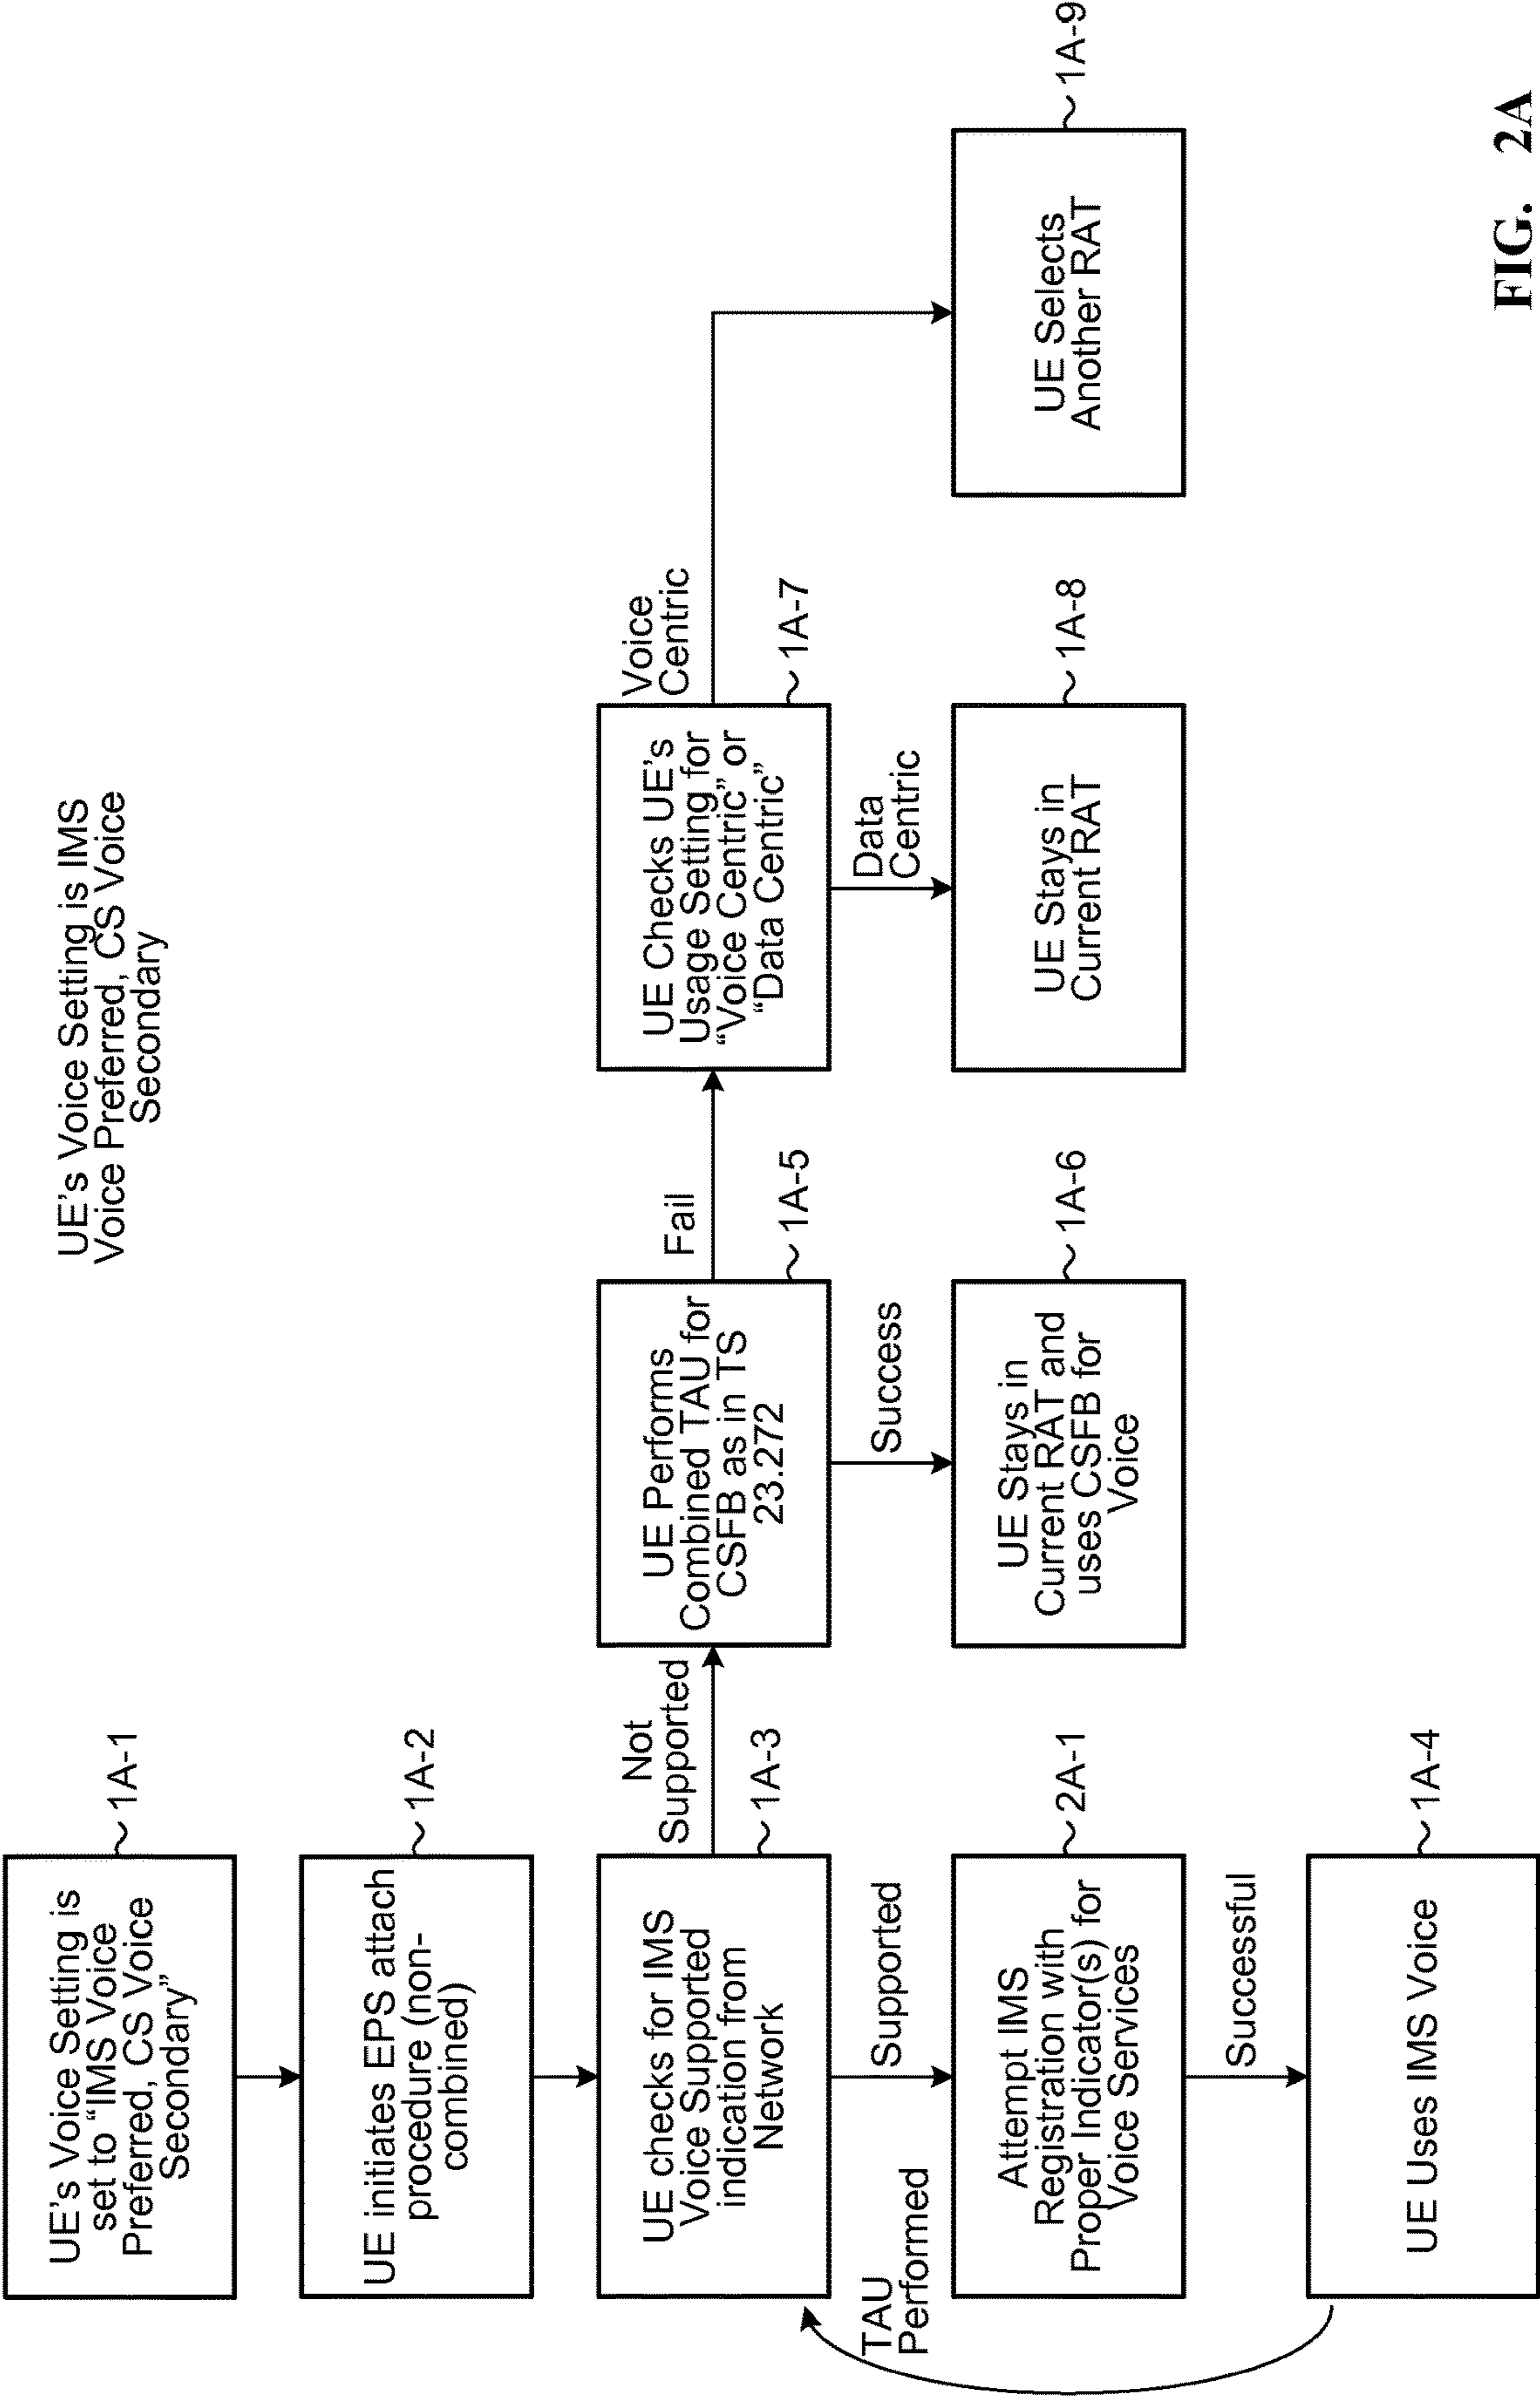 UE's Voice Setting is IMS
Voice Preferred, CS Voice
Secondary
UE's Voice Setting is
set to “IMS Voice
Preferred, CS Voice
Secondary”
1A-1
UE initiates EPS attach
procedure (non-
combined)
1A-2
UE checks for IMS
Voice Supported
indication from
Network
1A-3
Not
Supported
UE Performs
Combined TAU for
CSFB as in TS
23.272
1A-5
Fail
UE Checks UE's
Usage Setting for
“Voice Centric” or
“Data Centric”
1A-7
Voice
Centric
TAU
Performed
Supported
Success
Data
Centric
Attempt IMS
Registration with
Proper Indicator(s) for
Voice Services
2A-1
UE Stays in
Current RAT and
uses CSFB for
Voice
1A-6
UE Stays in
Current RAT
1A-8
UE Selects
Another RAT
1A-9
Successful
UE Uses IMS Voice
1A-4
FIG. 2A